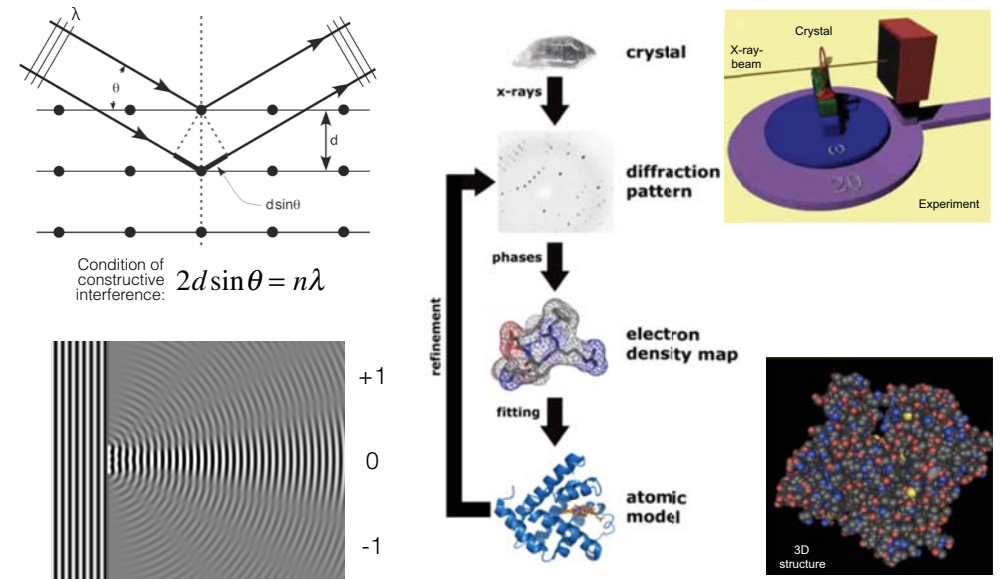 λ
θ
d
dsinθ
Condition of
constructive
interference:
2d sinθ = nλ
+1
0
-1
crystal
x-rays
diffraction
pattern
phases
electron
density map
fitting
atomic
model
refinement
Crystal
X-ray-
beam
ω
2θ
Experiment
3D
structure